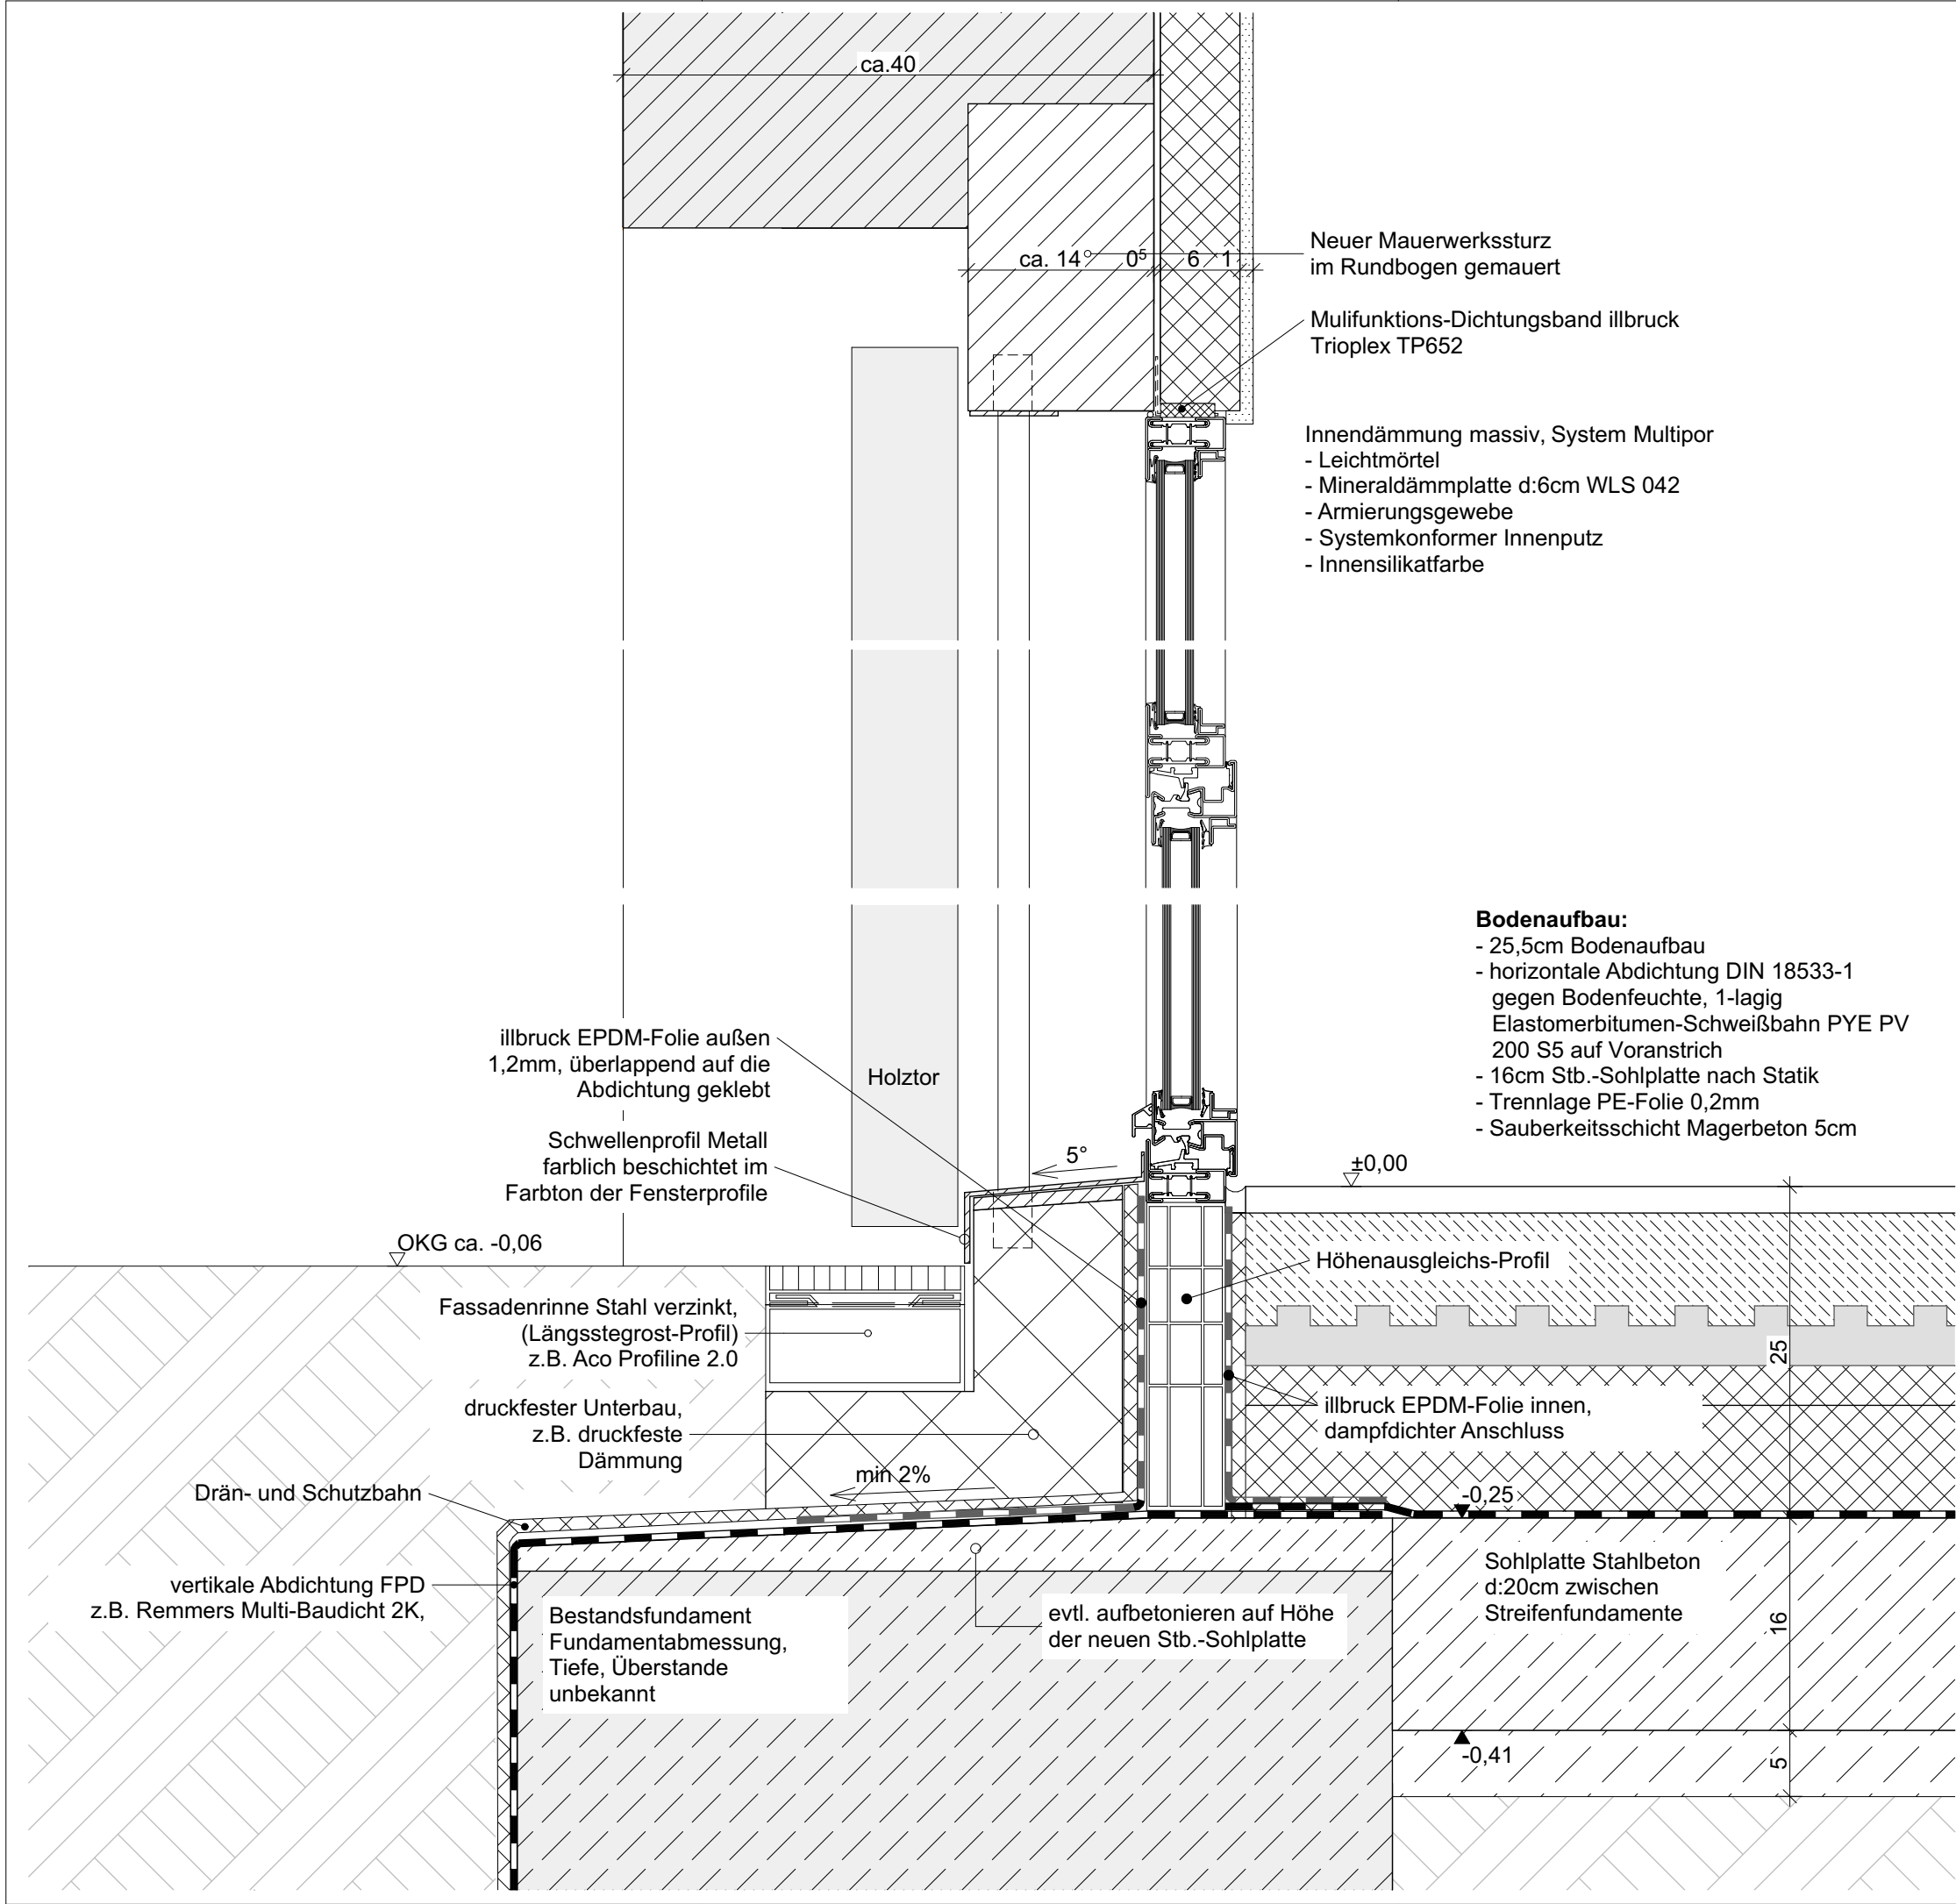 ca.40
ca. 14
0⁵
6
1
Neuer Mauerwerkssturz
im Rundbogen gemauert
Mulifunktions-Dichtungsband illbruck
Trioplex TP652
Innendämmung massiv, System Multipor
- Leichtmörtel
- Mineraldämmplatte d:6cm WLS 042
- Armierungsgewebe
- Systemkonformer Innenputz
- Innensilikatfarbe
Bodenaufbau:
- 25,5cm Bodenaufbau
- horizontale Abdichtung DIN 18533-1
gegen Bodenfeuchte, 1-lagig
Elastomerbitumen-Schweißbahn PYE PV
200 S5 auf Voranstrich
- 16cm Stb.-Sohlplatte nach Statik
- Trennlage PE-Folie 0,2mm
- Sauberkeitsschicht Magerbeton 5cm
illbruck EPDM-Folie außen
1,2mm, überlappend auf die
Abdichtung geklebt
Holztor
Schwellenprofil Metall
farblich beschichtet im
Farbton der Fensterprofile
5°
±0,00
OKG ca. -0,06
Höhenausgleichs-Profil
Fassadenrinne Stahl verzinkt,
(Längsstegrost-Profil)
z.B. Aco Profiline 2.0
25
druckfester Unterbau,
z.B. druckfeste
Dämmung
illbruck EPDM-Folie innen,
dampfdichter Anschluss
min 2%
Drän- und Schutzbahn
-0,25
vertikale Abdichtung FPD
z.B. Remmers Multi-Baudicht 2K,
Bestandsfundament
Fundamentabmessung,
Tiefe, Überstande
unbekannt
evtl. aufbetonieren auf Höhe
der neuen Stb.-Sohlplatte
Sohlplatte Stahlbeton
d:20cm zwischen
Streifenfundamente
16
-0,41
5